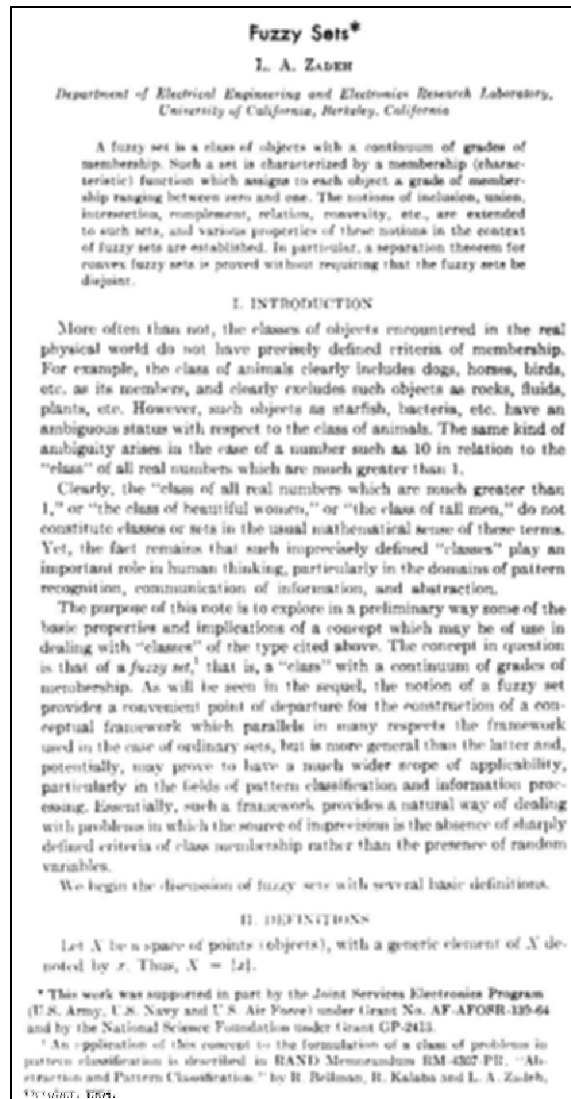 Fuzzy Sets*
L. A. ZADEH
Department of Electrical Engineering and Electronics Research Laboratory,
University of California, Berkeley, California
A fuzzy set is a class of objects with a continuum of grades of
membership. Such a set is characterized by a membership (charac-
teristic) function which assigns to each object a grade of member-
ship ranging between zero and one. The notions of inclusion, union,
intersection, complement, relation, convexity, etc., are extended
to such sets, and various properties of these notions in the context
of fuzzy sets are established. In particular, a separation theorem for
convex fuzzy sets is proved without requiring that the fuzzy sets be
disjoint.
I. INTRODUCTION
More often than not, the classes of objects encountered in the real
physical world do not have precisely defined criteria of membership.
For example, the class of animals clearly includes dogs, horses, birds,
etc. as its members, and clearly excludes such objects as rocks, fluids,
plants, etc. However, such objects as starfish, bacteria, etc. have an
ambiguous status with respect to the class of animals. The same kind of
ambiguity arises in the case of a number such as 10 in relation to the
"class" of all real numbers which are much greater than 1.
Clearly, the "class of all real numbers which are much greater than
1," or "the class of beautiful women," or "the class of tall men," do not
constitute classes or sets in the usual mathematical sense of these terms.
Yet, the fact remains that such imprecisely defined "classes" play an
important role in human thinking, particularly in the domains of pattern
recognition, communication of information, and abstraction.
The purpose of this note is to explore in a preliminary way some of the
basic properties and implications of a concept which may be of use in
dealing with "classes" of the type cited above. The concept in question
is that of a fuzzy set,¹ that is, a "class" with a continuum of grades of
membership. As will be seen in the sequel, the notion of a fuzzy set
provides a convenient point of departure for the construction of a con-
ceptual framework which parallels in many respects the framework
used in the case of ordinary sets, but is more general than the latter and,
potentially, may prove to have a much wider scope of applicability,
particularly in the fields of pattern classification and information proc-
essing. Essentially, such a framework provides a natural way of dealing
with problems in which the source of imprecision is the absence of sharply
defined criteria of class membership rather than the presence of random
variables.
We begin the discussion of fuzzy sets with several basic definitions.
II. DEFINITIONS
Let X be a space of points (objects), with a generic element of X de-
noted by x. Thus, X = {x}.
* This work was supported in part by the Joint Services Electronics Program
(U.S. Army, U.S. Navy and U.S. Air Force) under Grant No. AF-AFOSR-139-64
and by the National Science Foundation under Grant GP-2413.
¹ An application of this concept to the formulation of a class of problems in
pattern classification is described in RAND Memorandum RM-4307-PR, "Ab-
straction and Pattern Classification," by R. Bellman, R. Kalaba and L. A. Zadeh,
October, 1964.